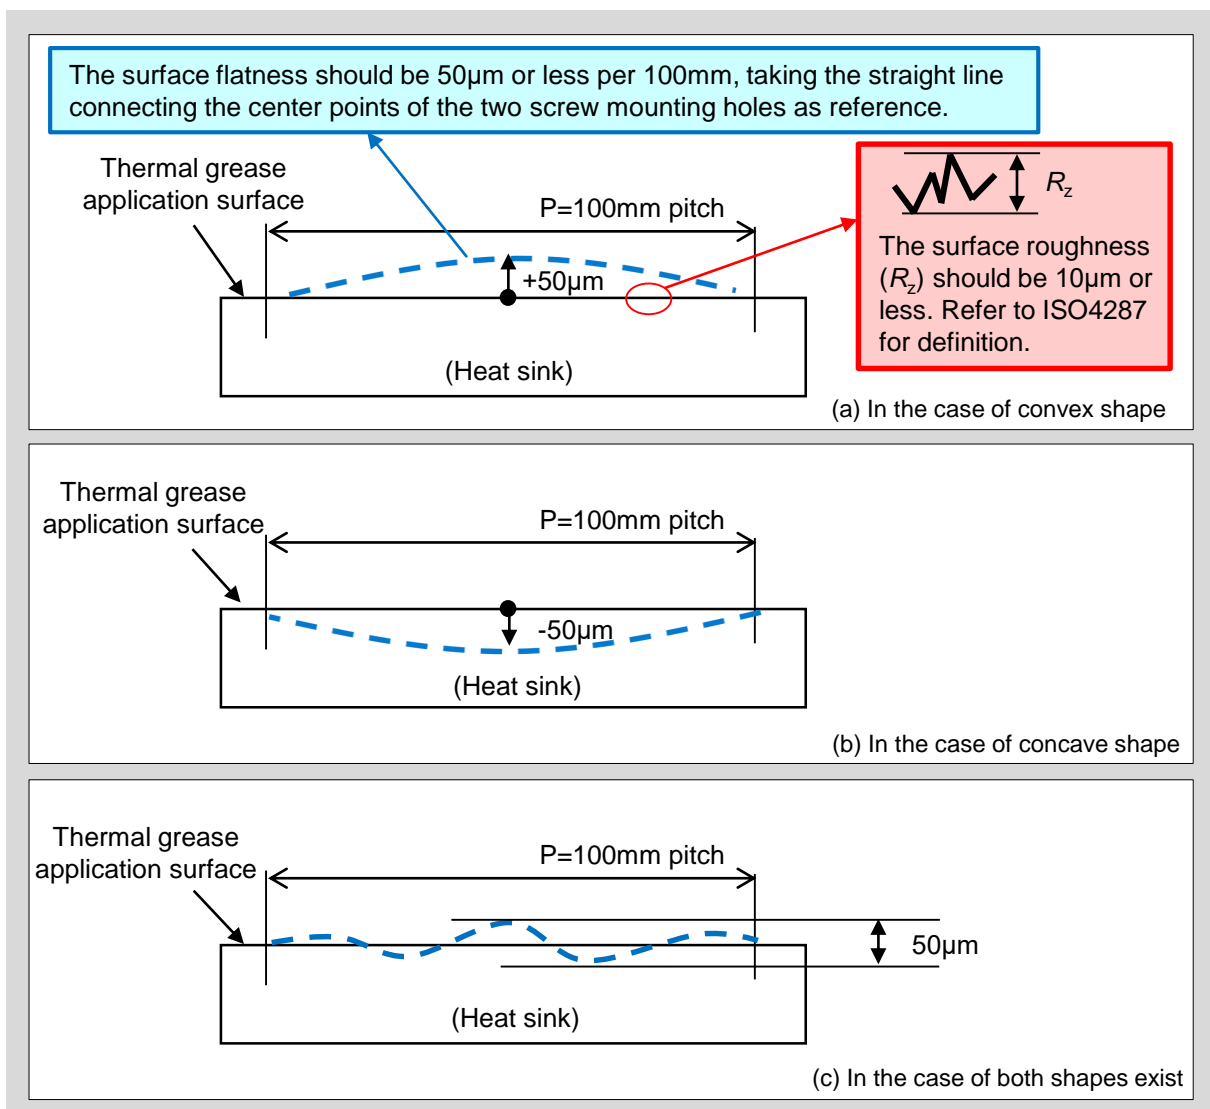 The surface flatness should be 50µm or less per 100mm, taking the straight line
connecting the center points of the two screw mounting holes as reference.
Thermal grease
application surface
P=100mm pitch
+50µm
(Heat sink)
Rz
The surface roughness
(Rz) should be 10µm or
less. Refer to ISO4287
for definition.
(a) In the case of convex shape
Thermal grease
application surface
P=100mm pitch
-50µm
(Heat sink)
(b) In the case of concave shape
Thermal grease
application surface
P=100mm pitch
50µm
(Heat sink)
(c) In the case of both shapes exist